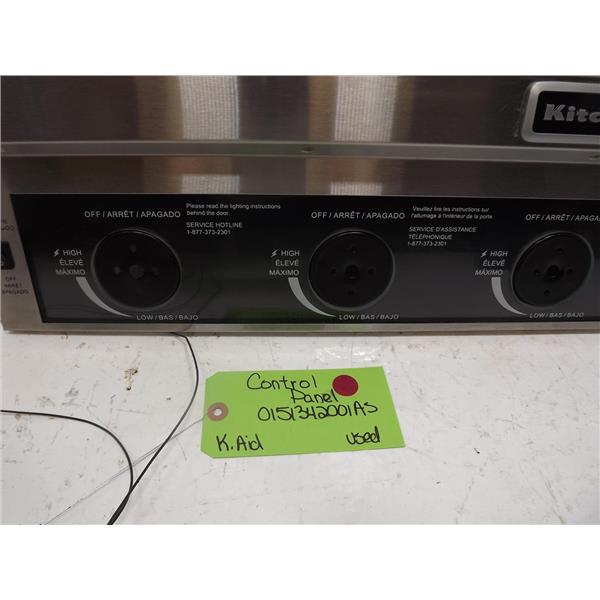 Kitc
Please read the lighting instructions
behind the door.
SERVICE HOTLINE
1-877-373-2301
Veuillez lire les instructions sur
l'allumage à l'intérieur de la porte.
SERVICE D'ASSISTANCE
TÉLÉPHONIQUE
1-877-373-2301
OFF / ARRÊT / APAGADO
HIGH
ÉLEVÉ
MÁXIMO
LOW / BAS / BAJO
OFF / ARRÊT / APAGADO
HIGH
ÉLEVÉ
MÁXIMO
LOW / BAS / BAJO
OFF / ARRÊT / APAGADO
HIGH
ÉLEVÉ
MÁXIMO
LOW / BAS / BAJO
OFF
ARRÊT
APAGADO
Control
Panel
0151342001AS
K.Aid
used